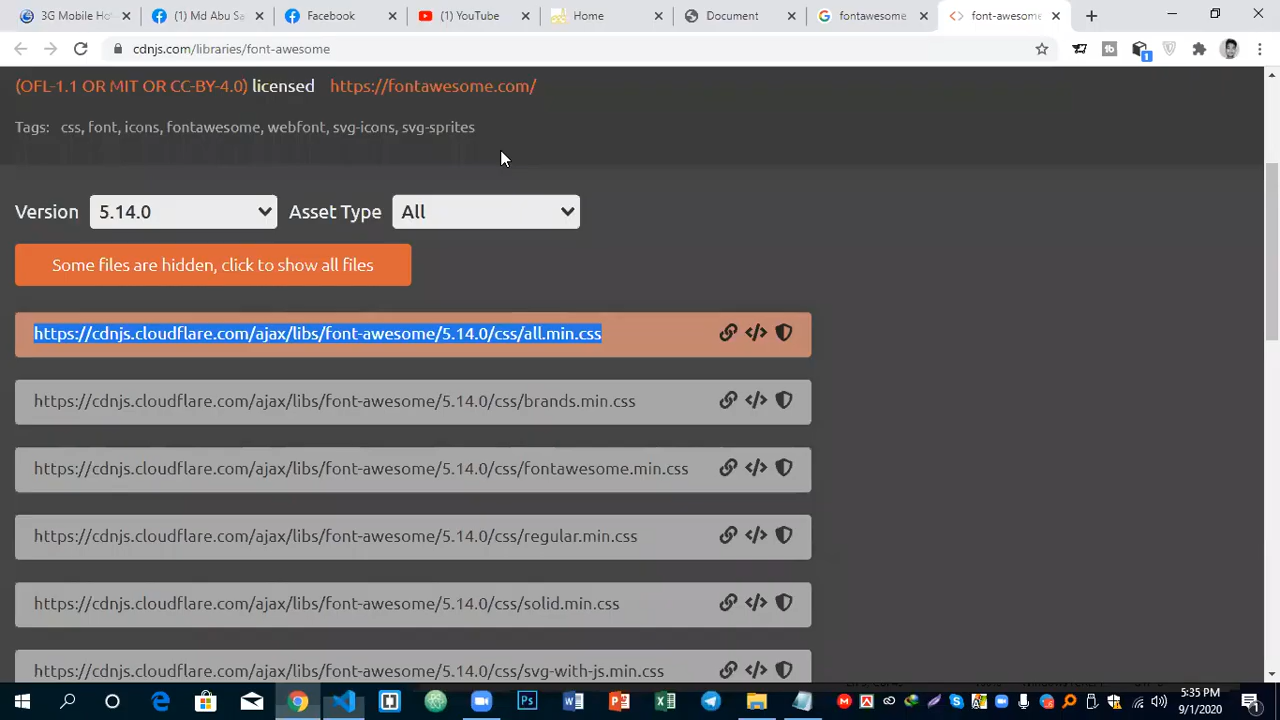 3G Mobile Ho
(1) Md Abu Sa
Facebook
(1) YouTube
Home
Document
fontawesome
font-awesome
cdnjs.com/libraries/font-awesome
(OFL-1.1 OR MIT OR CC-BY-4.0) licensed https://fontawesome.com/
Tags: css, font, icons, fontawesome, webfont, svg-icons, svg-sprites
Version 5.14.0 Asset Type All
Some files are hidden, click to show all files
https://cdnjs.cloudflare.com/ajax/libs/font-awesome/5.14.0/css/all.min.css
https://cdnjs.cloudflare.com/ajax/libs/font-awesome/5.14.0/css/brands.min.css
https://cdnjs.cloudflare.com/ajax/libs/font-awesome/5.14.0/css/fontawesome.min.css
https://cdnjs.cloudflare.com/ajax/libs/font-awesome/5.14.0/css/regular.min.css
https://cdnjs.cloudflare.com/ajax/libs/font-awesome/5.14.0/css/solid.min.css
https://cdnjs.cloudflare.com/ajax/libs/font-awesome/5.14.0/css/svg-with-js.min.css
5:35 PM
9/1/2020